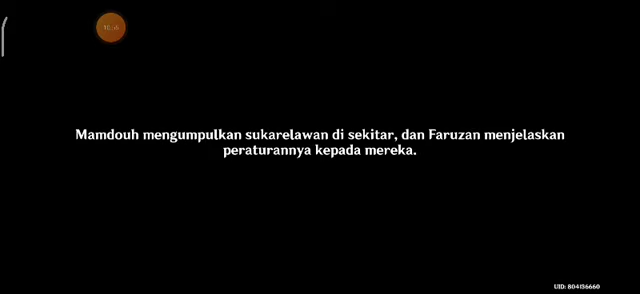 Mamdouh mengumpulkan sukarelawan di sekitar, dan Faruzan menjelaskan
peraturannya kepada mereka.
UID: 804136660